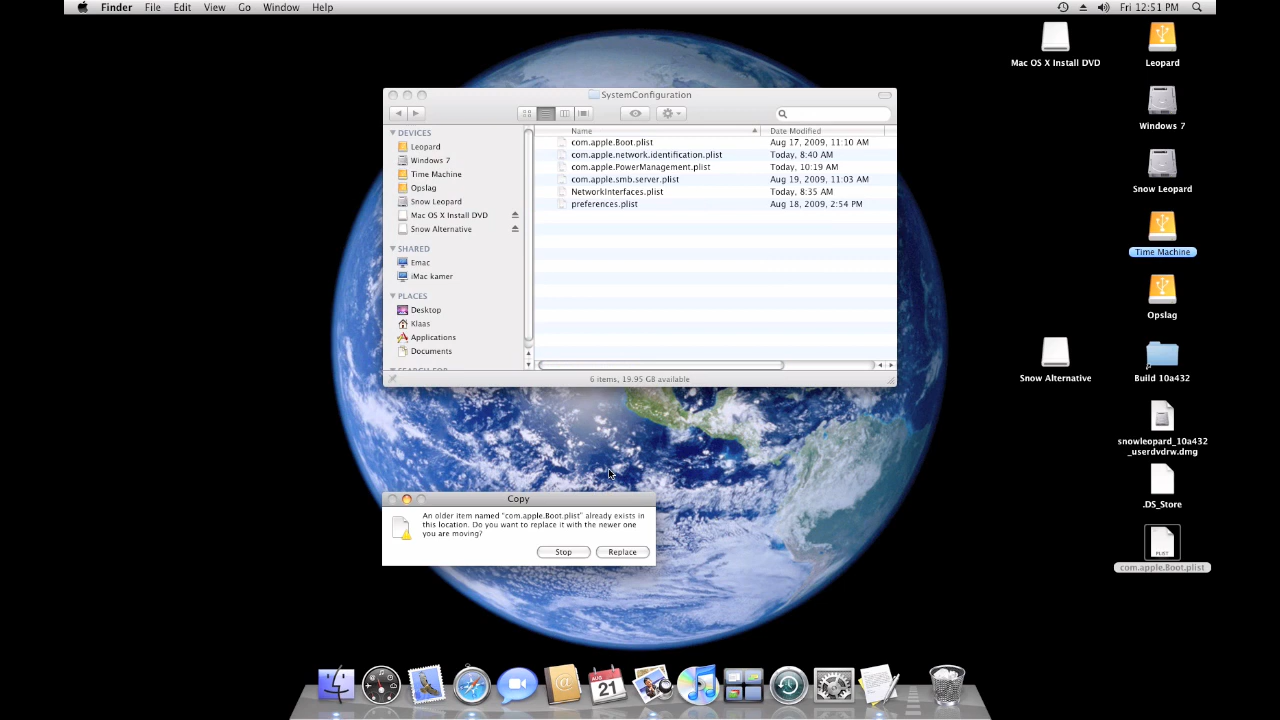 Finder File Edit View Go Window Help
Fri 12:51 PM
Mac OS X Install DVD
Leopard
Windows 7
Snow Leopard
Time Machine
Opslag
Snow Alternative
Build 10a432
snowleopard_10a432
_userdvdrw.dmg
.DS_Store
PLIST
com.apple.Boot.plist
SystemConfiguration
DEVICES
Leopard
Windows 7
Time Machine
Opslag
Snow Leopard
Mac OS X Install DVD
Snow Alternative
SHARED
Emac
iMac kamer
PLACES
Desktop
Klaas
Applications
Documents
Name Date Modified
com.apple.Boot.plist Aug 17, 2009, 11:10 AM
com.apple.network.identification.plist Today, 8:40 AM
com.apple.PowerManagement.plist Today, 10:19 AM
com.apple.smb.server.plist Aug 19, 2009, 11:03 AM
NetworkInterfaces.plist Today, 8:35 AM
preferences.plist Aug 18, 2009, 2:54 PM
6 items, 19,95 GB available
Copy
An older item named "com.apple.Boot.plist" already exists in
this location. Do you want to replace it with the newer one
you are moving?
Stop Replace
AUG
21